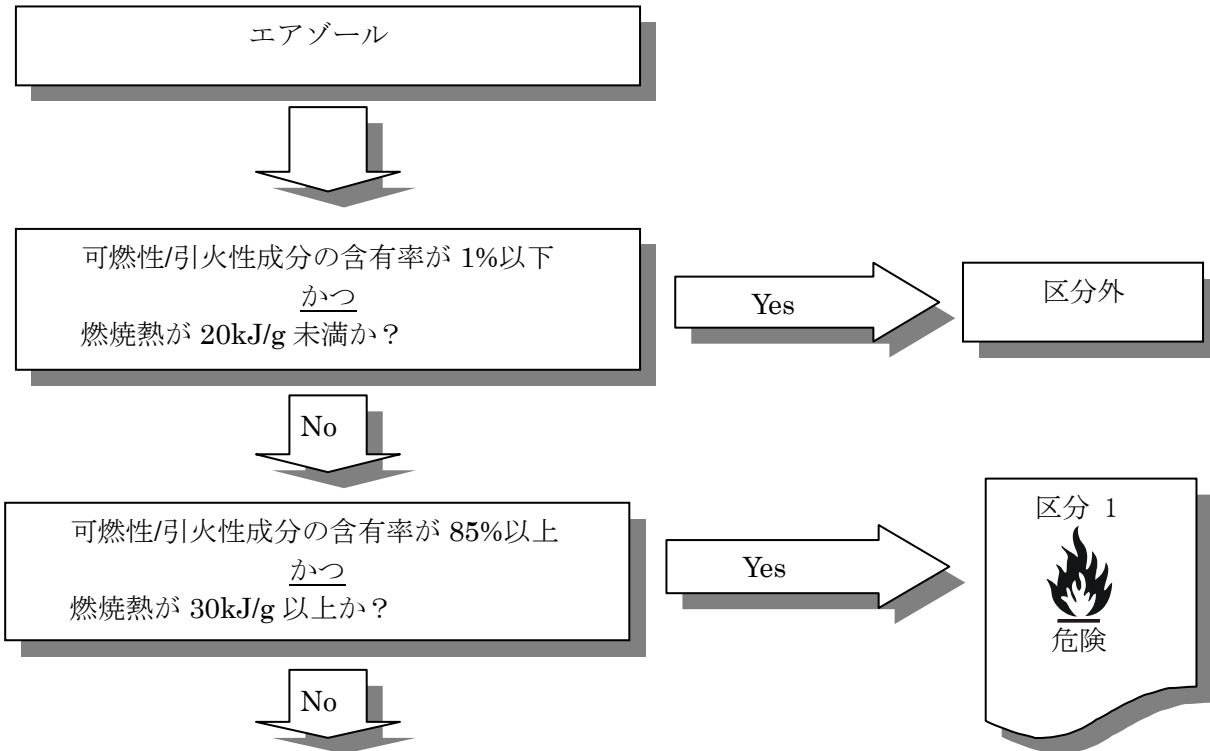 エアゾール
可燃性/引火性成分の含有率が 1%以下
かつ
燃焼熱が 20kJ/g 未満か？
Yes
区分外
No
可燃性/引火性成分の含有率が 85%以上
かつ
燃焼熱が 30kJ/g 以上か？
Yes
区分 1
危険
No